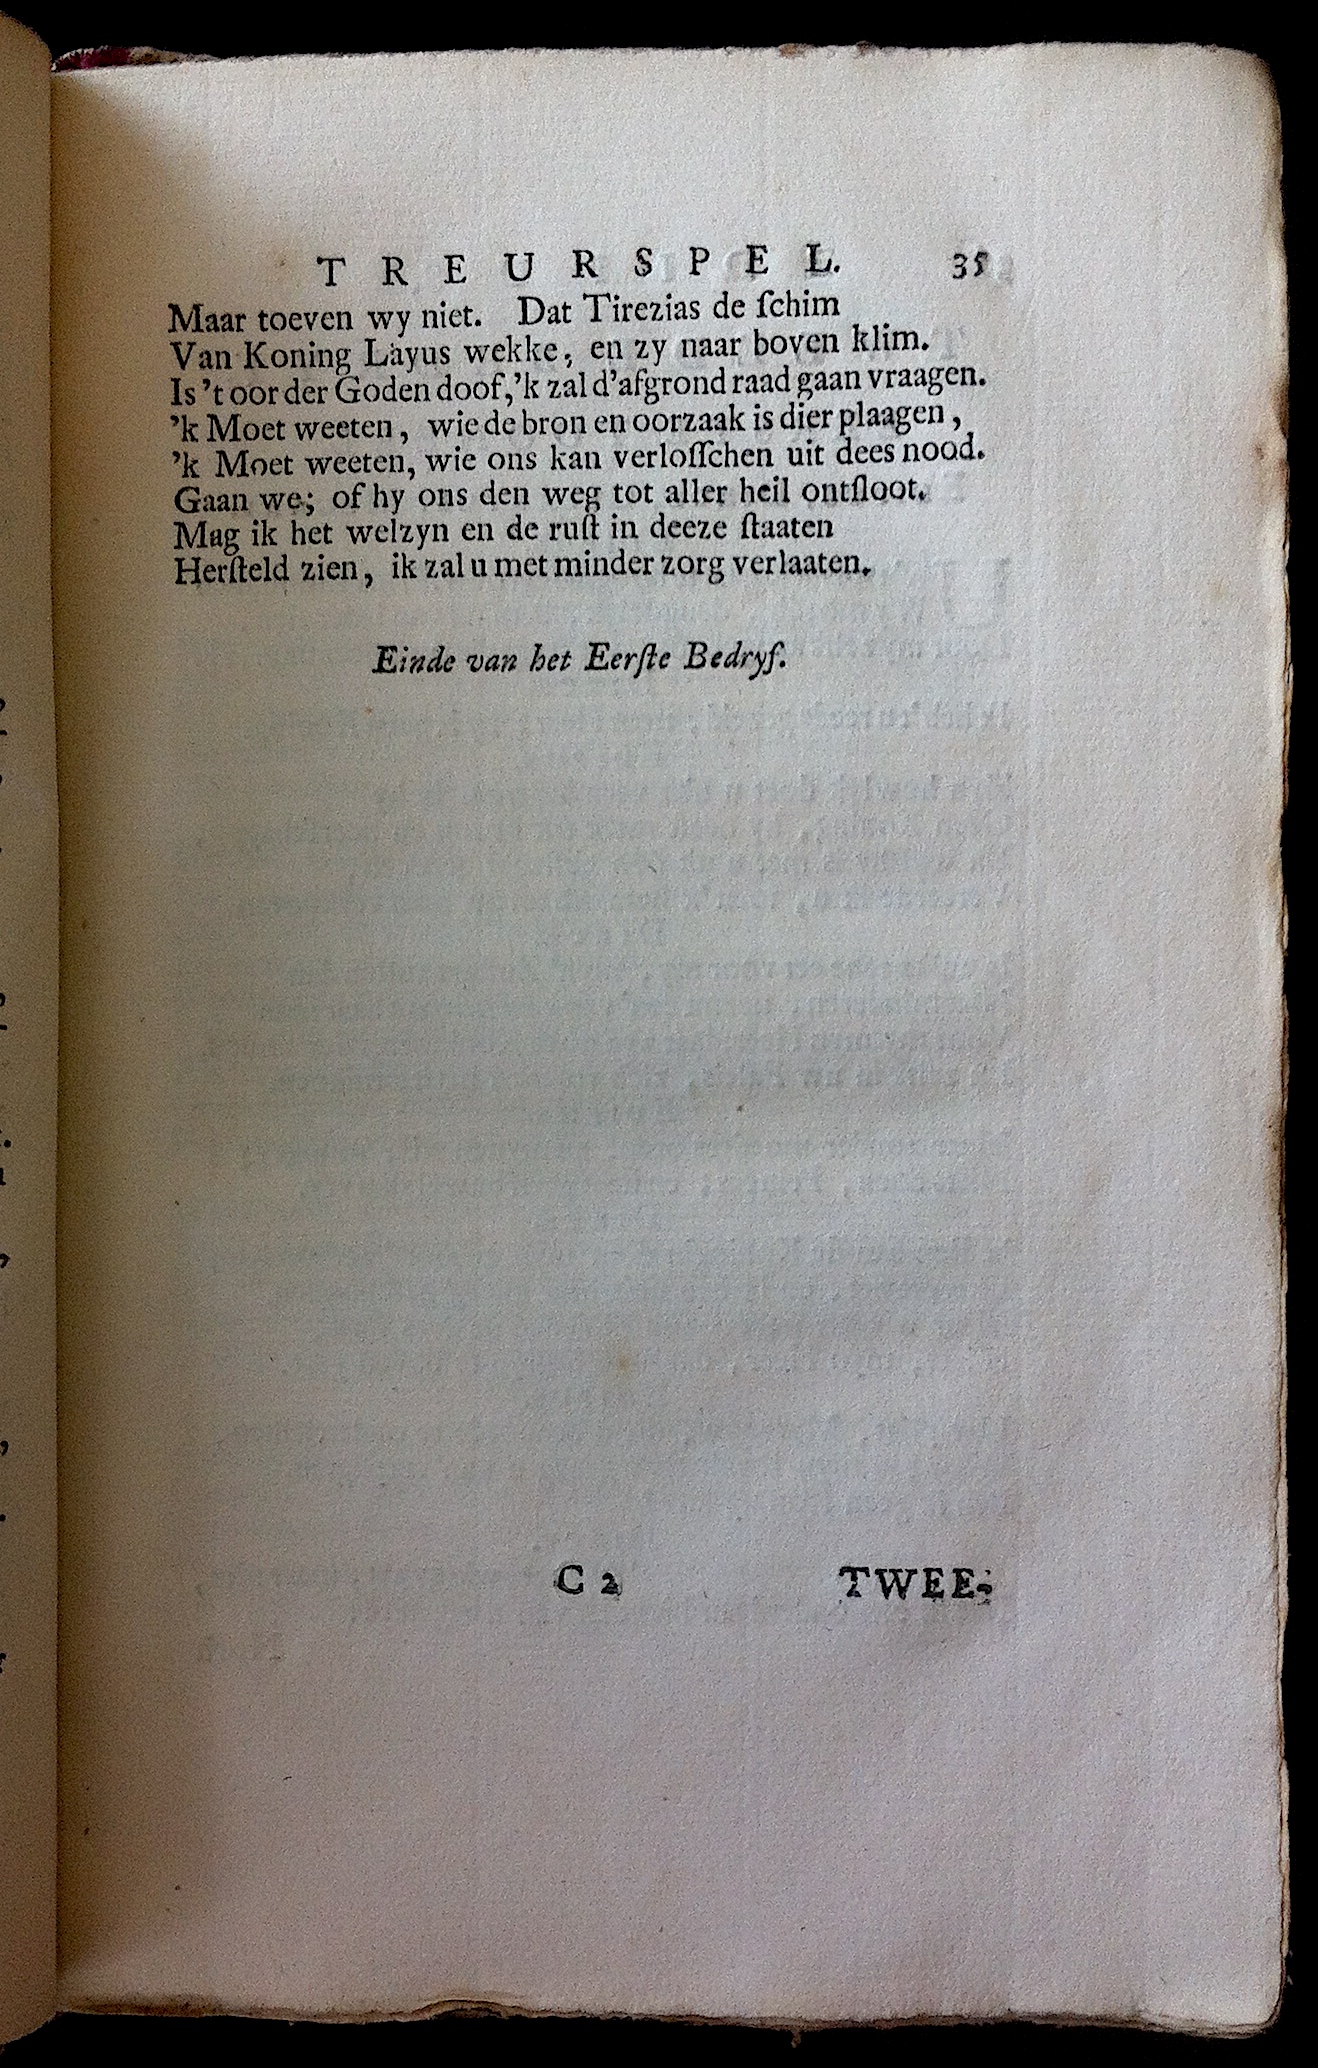 TREURSPEL. 35
Maar toeven wy niet. Dat Tirezias de ſchim
Van Koning Läyus wekke, en zy naar boven klim.
Is 't oor der Goden doof, 'k zal d'afgrond raad gaan vraagen.
'k Moet weeten, wie de bron en oorzaak is dier plaagen,
'k Moet weeten, wie ons kan verloſſchen uit dees nood.
Gaan we; of hy ons den weg tot aller heil ontſloot.
Mag ik het welzyn en de ruſt in deeze ſtaaten
Herſteld zien, ik zal u met minder zorg verlaaten.
Einde van het Eerſte Bedryf.
C 2 TWEE-